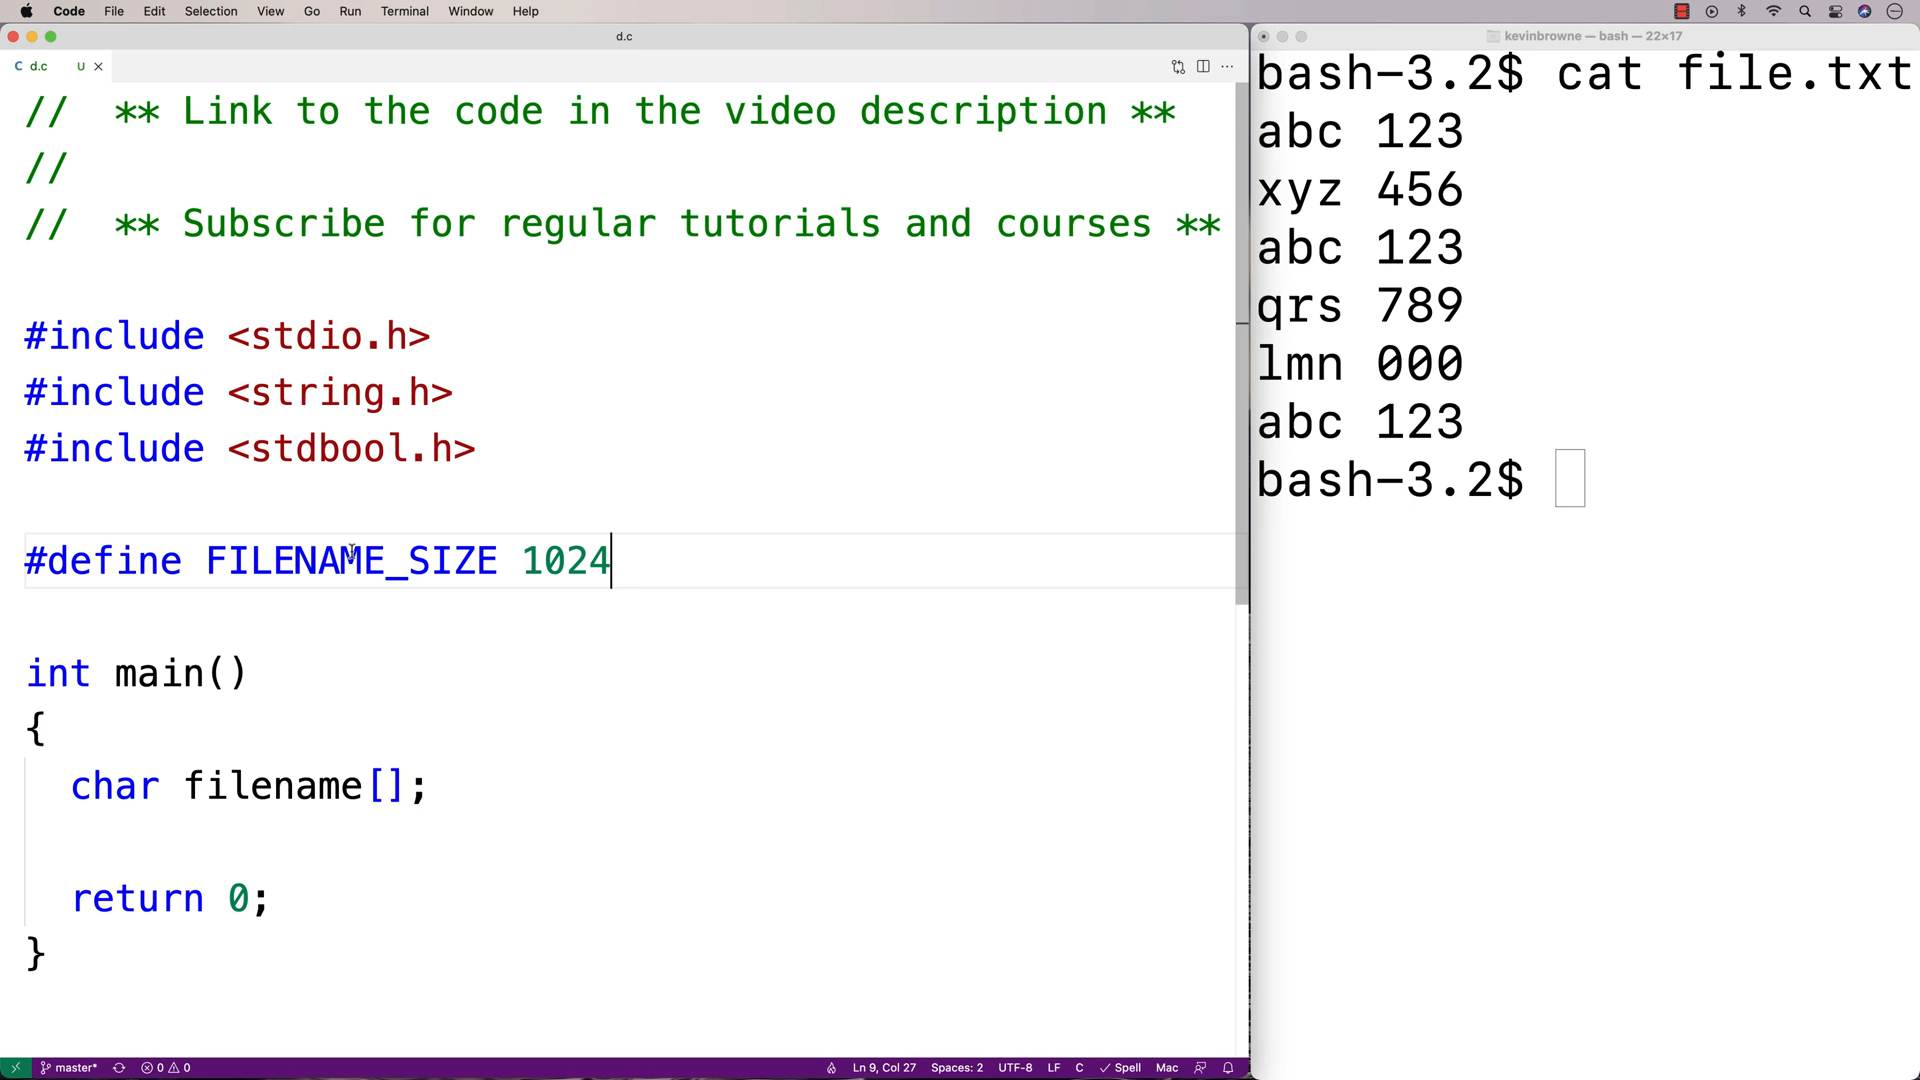 Code File Edit Selection View Go Run Terminal Window Help
d.c
C d.c U
// ** Link to the code in the video description **
//
// ** Subscribe for regular tutorials and courses **
#include <stdio.h>
#include <string.h>
#include <stdbool.h>
#define FILENAME_SIZE 1024
int main()
{
char filename[];
return 0;
}
master* 0 0 Ln 9, Col 27 Spaces: 2 UTF-8 LF C Spell Mac
kevinbrowne — bash — 22×17
bash-3.2$ cat file.txt
abc 123
xyz 456
abc 123
qrs 789
lmn 000
abc 123
bash-3.2$